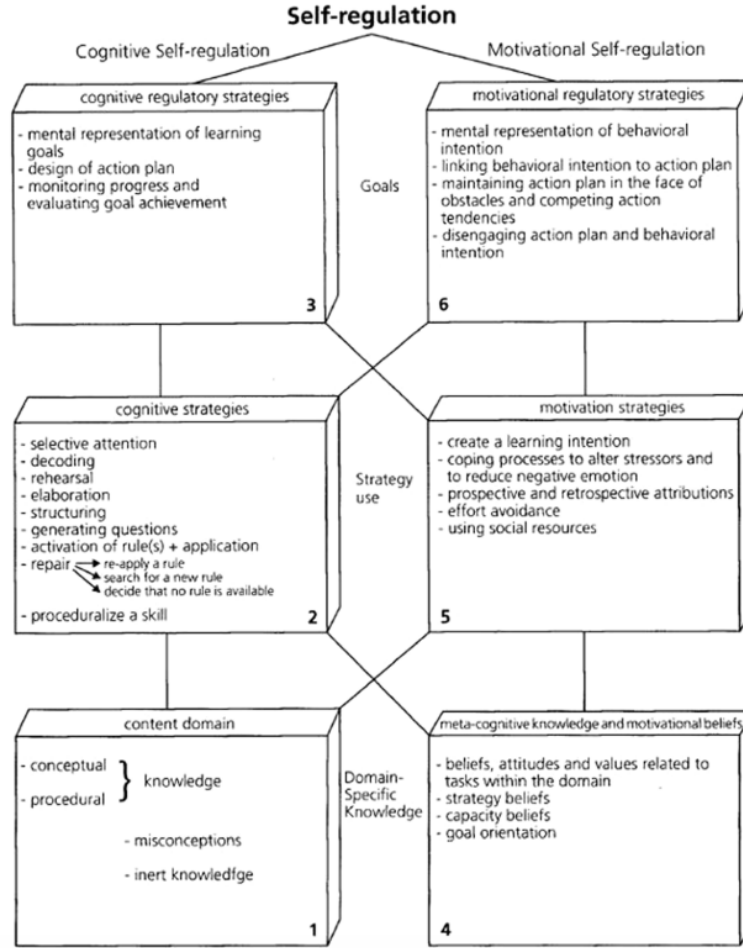 Self-regulation
Cognitive Self-regulation
Motivational Self-regulation
cognitive regulatory strategies
- mental representation of learning
goals
- design of action plan
- monitoring progress and
evaluating goal achievement
3
Goals
motivational regulatory strategies
- mental representation of behavioral
intention
- linking behavioral intention to action plan
- maintaining action plan in the face of
obstacles and competing action
tendencies
- disengaging action plan and behavioral
intention
6
cognitive strategies
- selective attention
- decoding
- rehearsal
- elaboration
- structuring
- generating questions
- activation of rule(s) + application
- repair
re-apply a rule
search for a new rule
decide that no rule is available
- proceduralize a skill
2
Strategy
use
motivation strategies
- create a learning intention
- coping processes to alter stressors and
to reduce negative emotion
- prospective and retrospective attributions
- effort avoidance
- using social resources
5
content domain
- conceptual
- procedural
} knowledge
- misconceptions
- inert knowledfge
1
Domain-
Specific
Knowledge
meta-cognitive knowledge and motivational beliefs
- beliefs, attitudes and values related to
tasks within the domain
- strategy beliefs
- capacity beliefs
- goal orientation
4